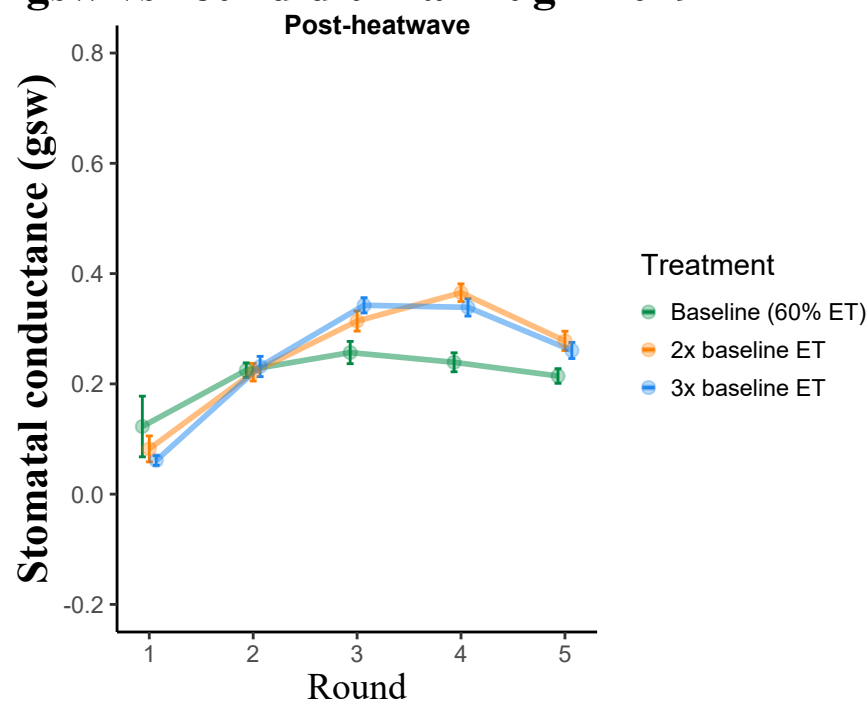 Post-heatwave
Stomatal conductance (gsw)
0.8
0.6
0.4
0.2
0.0
-0.2
1 2 3 4 5
Round
Treatment
Baseline (60% ET)
2x baseline ET
3x baseline ET